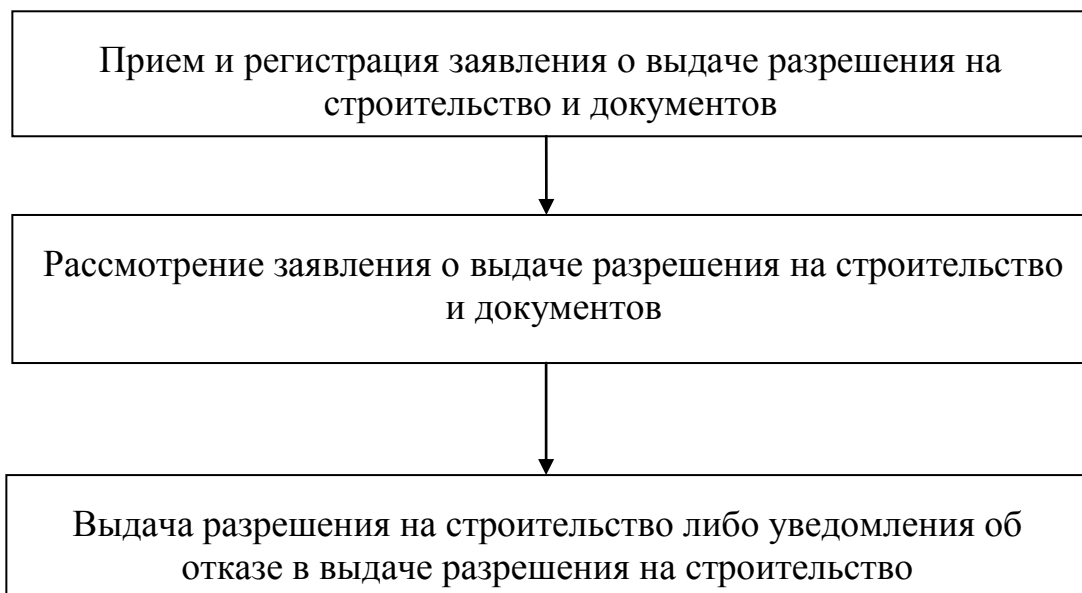 Прием и регистрация заявления о выдаче разрешения на
строительство и документов
Рассмотрение заявления о выдаче разрешения на строительство
и документов
Выдача разрешения на строительство либо уведомления об
отказе в выдаче разрешения на строительство